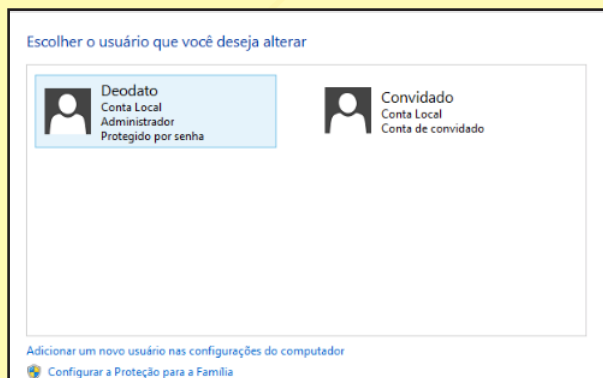 Escolher o usuário que você deseja alterar
Deodato
Conta Local
Administrador
Protegido por senha
Convidado
Conta Local
Conta de convidado
Adicionar um novo usuário nas configurações do computador
Configurar a Proteção para a Família